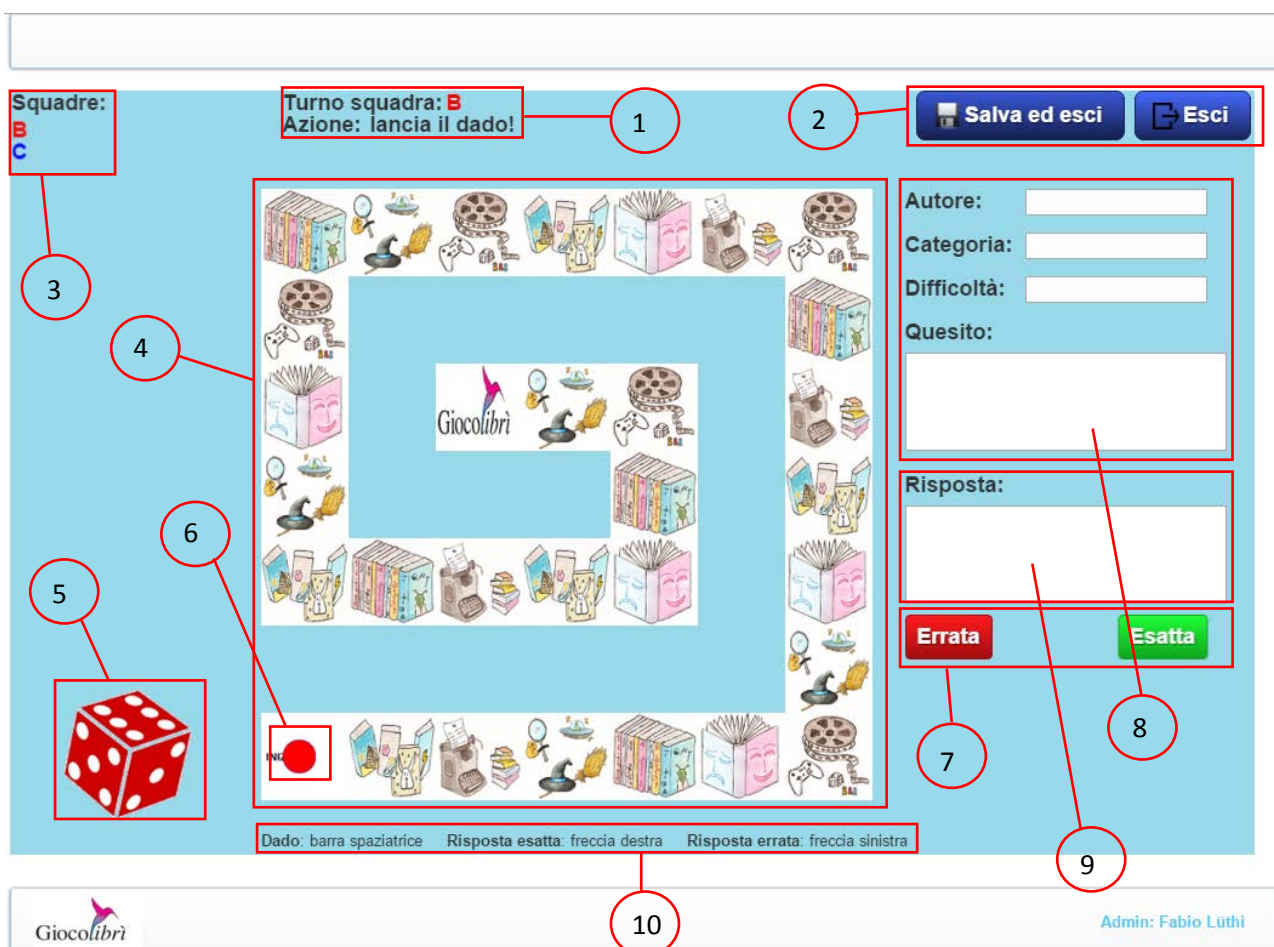 Squadre:
B
C
Turno squadra: B
Azione: lancia il dado!
1
2
Salva ed esci
Esci
3
4
Autore:
Categoria:
Difficoltà:
Quesito:
Giocolibrì
6
Risposta:
5
Errata
Esatta
7
8
INIZ
Dado: barra spaziatrice Risposta esatta: freccia destra Risposta errata: freccia sinistra
9
10
Giocolibrì
Admin: Fabio Lüthi